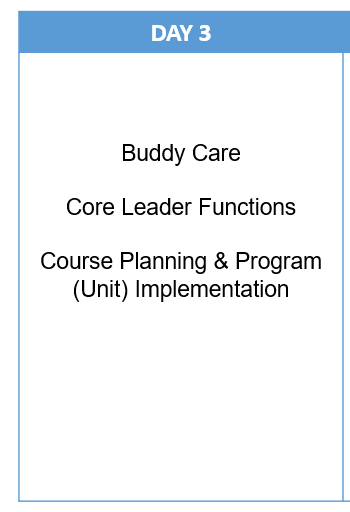 DAY 3
Buddy Care
Core Leader Functions
Course Planning & Program
(Unit) Implementation